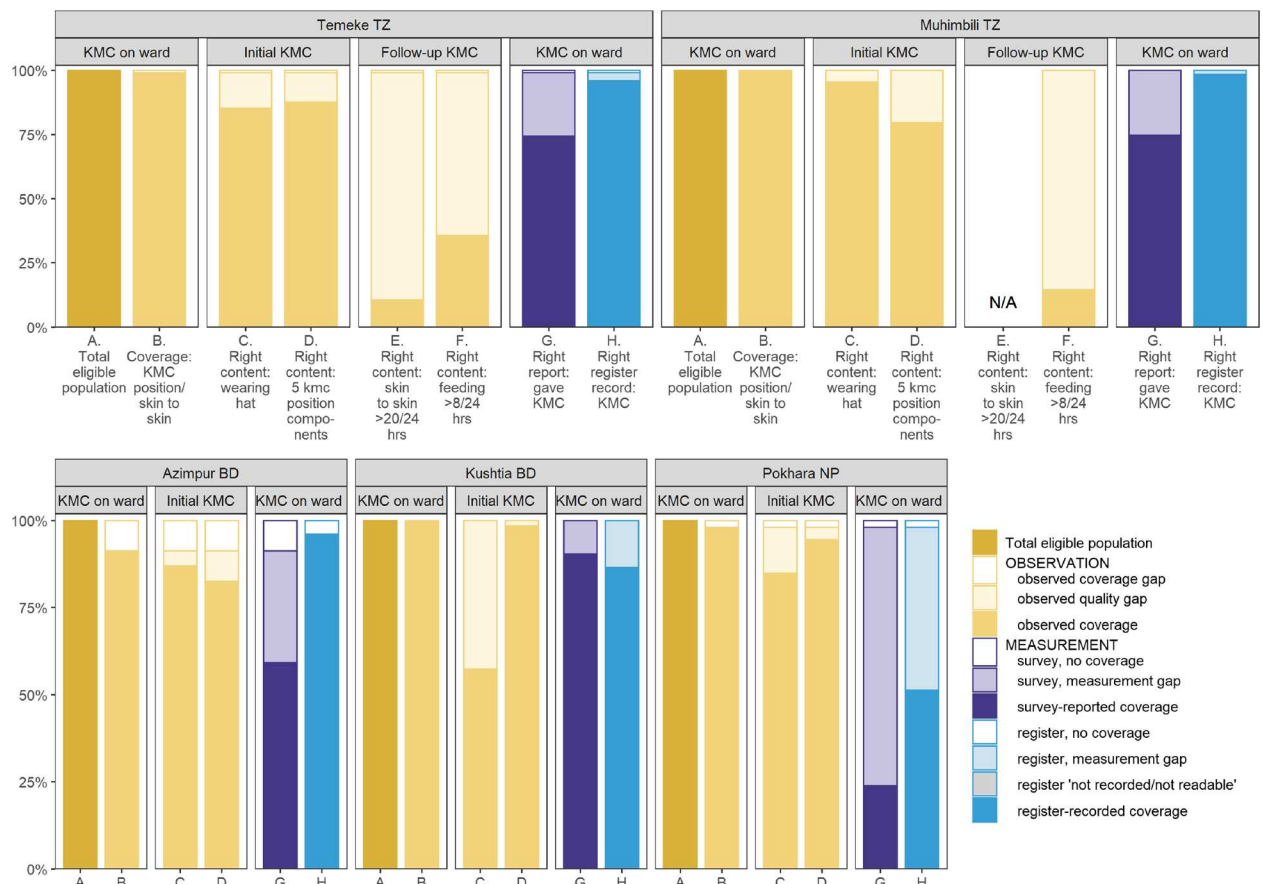 Temeke TZ
Muhimbili TZ
KMC on ward
Initial KMC
Follow-up KMC
KMC on ward
KMC on ward
Initial KMC
Follow-up KMC
KMC on ward
100%
75%
50%
25%
0%
N/A
A.
Total
eligible
population
B.
Coverage:
KMC
position/
skin to
skin
C.
Right
content:
wearing
hat
D.
Right
content:
5 kmc
position
compo-
nents
E.
Right
content:
skin
to skin
>20/24
hrs
F.
Right
content:
feeding
>8/24
hrs
G.
Right
report:
gave
KMC
H.
Right
register
record:
KMC
A.
Total
eligible
population
B.
Coverage:
KMC
position/
skin to
skin
C.
Right
content:
wearing
hat
D.
Right
content:
5 kmc
position
compo-
nents
E.
Right
content:
skin
to skin
>20/24
hrs
F.
Right
content:
feeding
>8/24
hrs
G.
Right
report:
gave
KMC
H.
Right
register
record:
KMC
Azimpur BD
Kushtia BD
Pokhara NP
KMC on ward
Initial KMC
KMC on ward
KMC on ward
Initial KMC
KMC on ward
KMC on ward
Initial KMC
KMC on ward
100%
75%
50%
25%
0%
A B C D G H A B C D G H A B C D G H
Total eligible population
OBSERVATION
observed coverage gap
observed quality gap
observed coverage
MEASUREMENT
survey, no coverage
survey, measurement gap
survey-reported coverage
register, no coverage
register, measurement gap
register 'not recorded/not readable'
register-recorded coverage